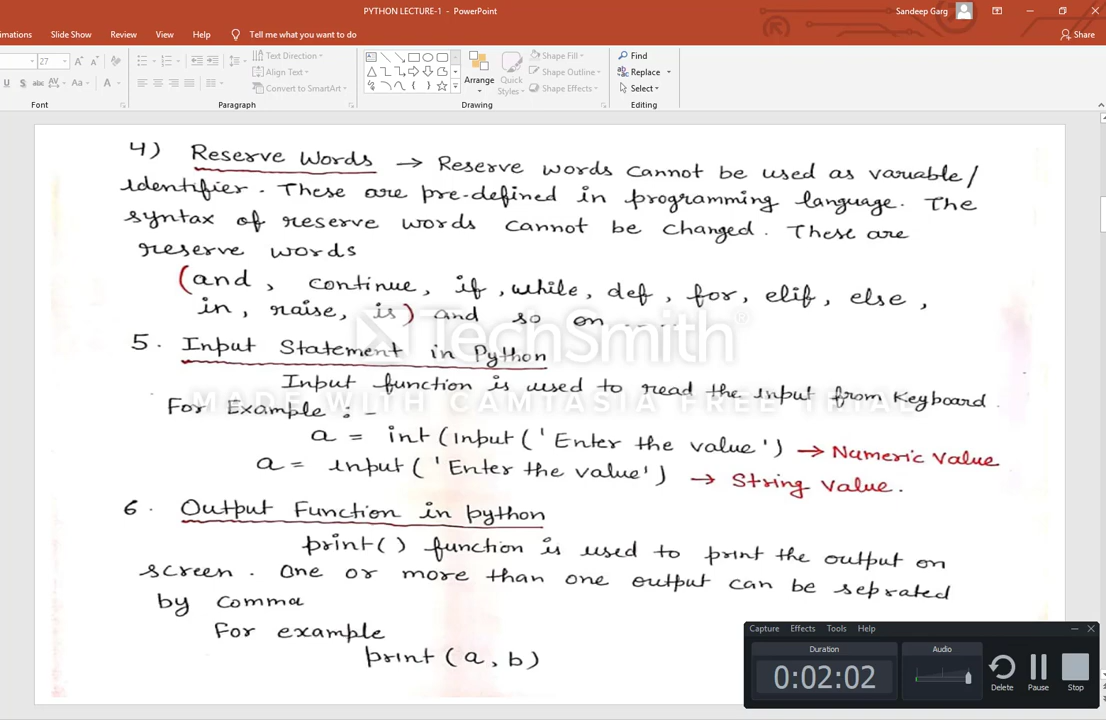 PYTHON LECTURE-1 - PowerPoint
Sandeep Garg
imations Slide Show Review View Help Tell me what you want to do
Share
27 A A
U S abc AV Aa A
Text Direction
Align Text
Convert to SmartArt
Arrange
Quick Styles
Shape Fill
Shape Outline
Shape Effects
Find
Replace
Select
Font Paragraph Drawing Editing
4) Reserve Words → Reserve words cannot be used as variable/
identifier. These are pre-defined in programming language. The
syntax of reserve words cannot be changed. These are
reserve words
(and, continue, if, while, def, for, elif, else,
in, raise, is) and so on .....
TechSmith®
MADE WITH CAMTASIA FREE TRIAL
5. Input Statement in Python
Input function is used to read the input from Keyboard
For Example :-
a = int(Input('Enter the value') → Numeric Value
a = input('Enter the value') → String Value.
6. Output Function in python
print() function is used to print the output on
screen. One or more than one output can be seprated
by comma
For example
print (a, b)
Capture Effects Tools Help
Duration
0:02:02
Audio
Delete Pause Stop